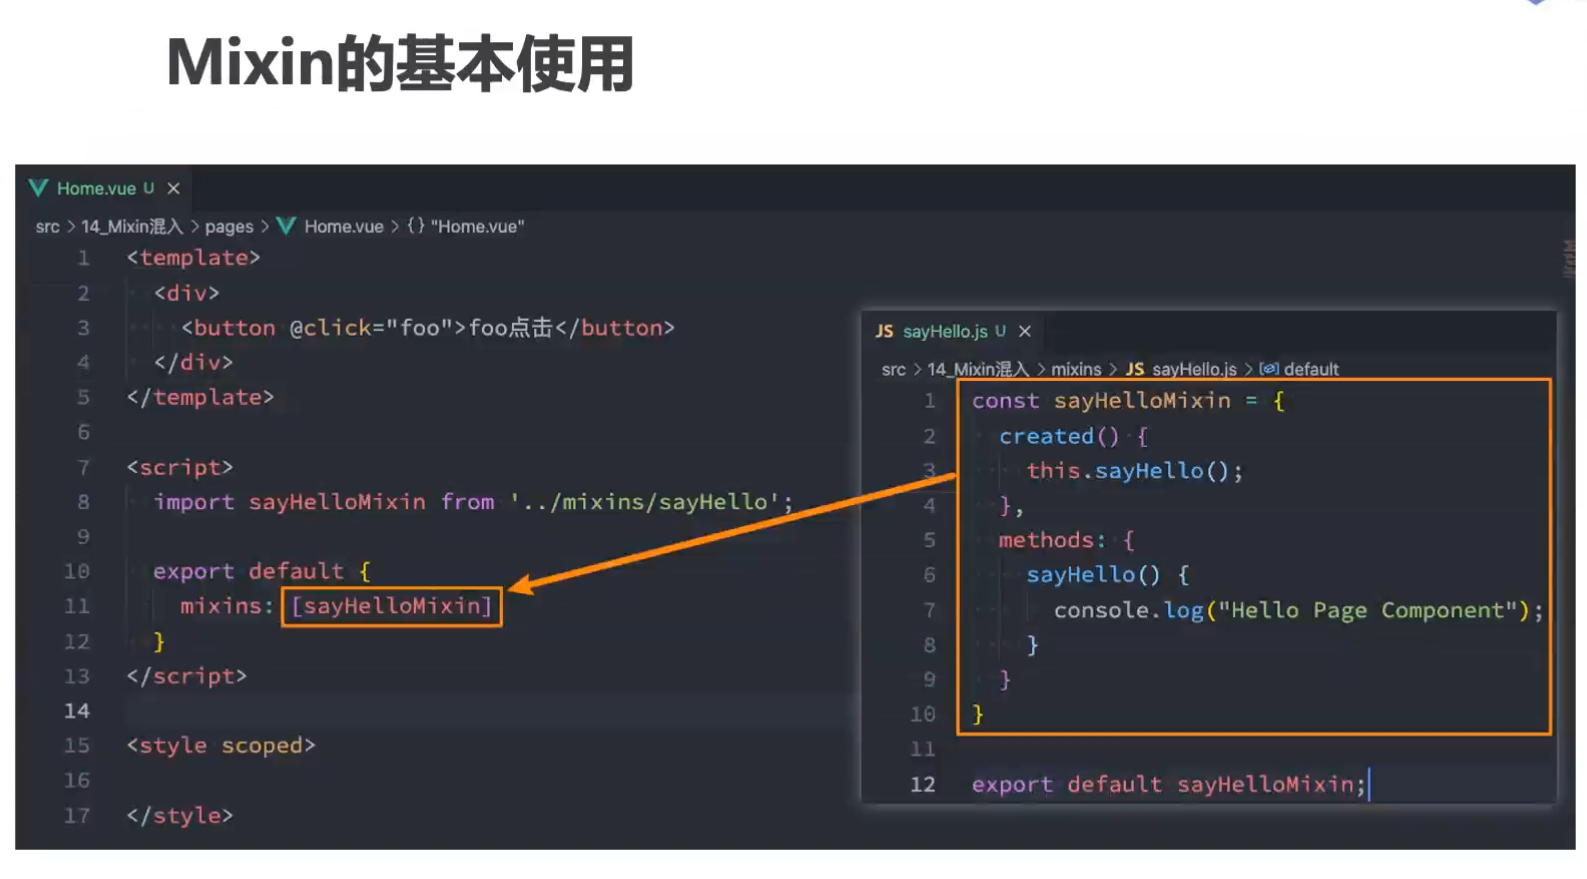 Mixin的基本使用
Home.vue U ×
src > 14_Mixin混入 > pages > Home.vue > {} "Home.vue"
1 <template>
2 <div>
3 <button @click="foo">foo点击</button>
4 </div>
5 </template>
6
7 <script>
8 import sayHelloMixin from '../mixins/sayHello';
9
10 export default {
11 mixins: [sayHelloMixin]
12 }
13 </script>
14
15 <style scoped>
16
17 </style>
JS sayHello.js U ×
src > 14_Mixin混入 > mixins > JS sayHello.js > default
1 const sayHelloMixin = {
2 created() {
3 this.sayHello();
4 },
5 methods: {
6 sayHello() {
7 console.log("Hello Page Component");
8 }
9 }
10 }
11
12 export default sayHelloMixin;